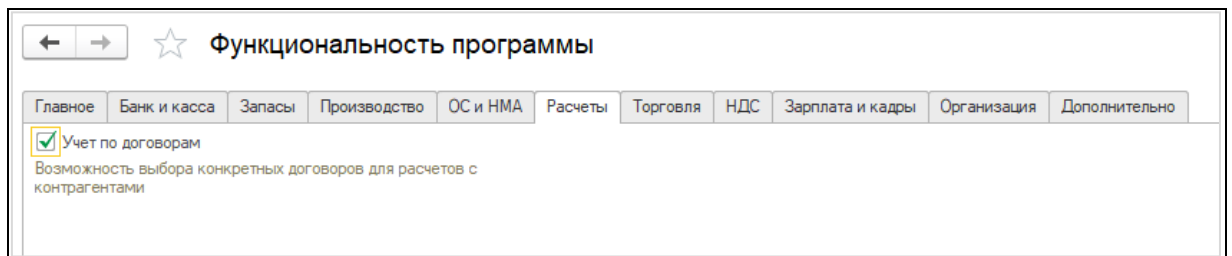 Функциональность программы
Главное Банк и касса Запасы Производство ОС и НМА Расчеты Торговля НДС Зарплата и кадры Организация Дополнительно
Учет по договорам
Возможность выбора конкретных договоров для расчетов с
контрагентами